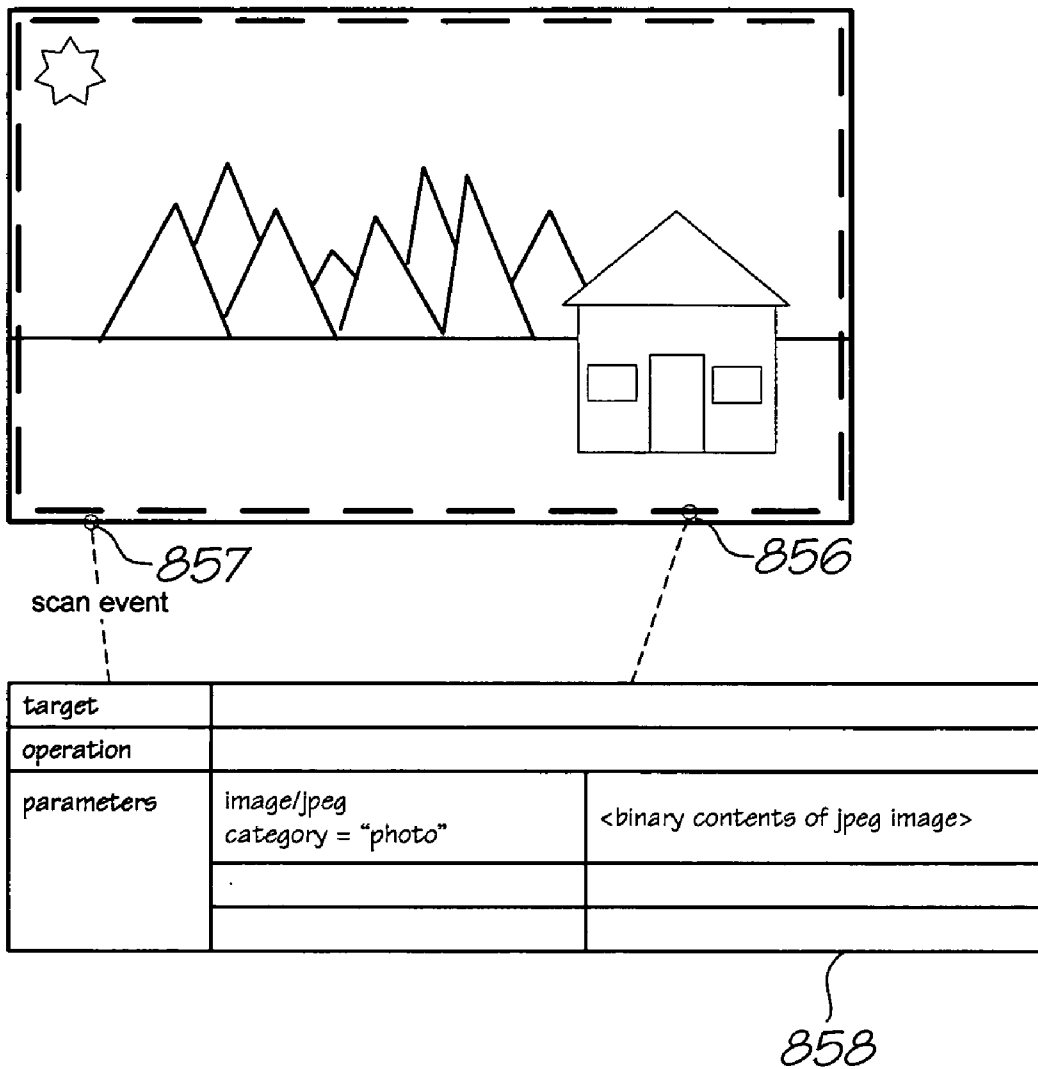 857
856
scan event
target
operation
parameters
image/jpeg
category = “photo”
<binary contents of jpeg image>
858